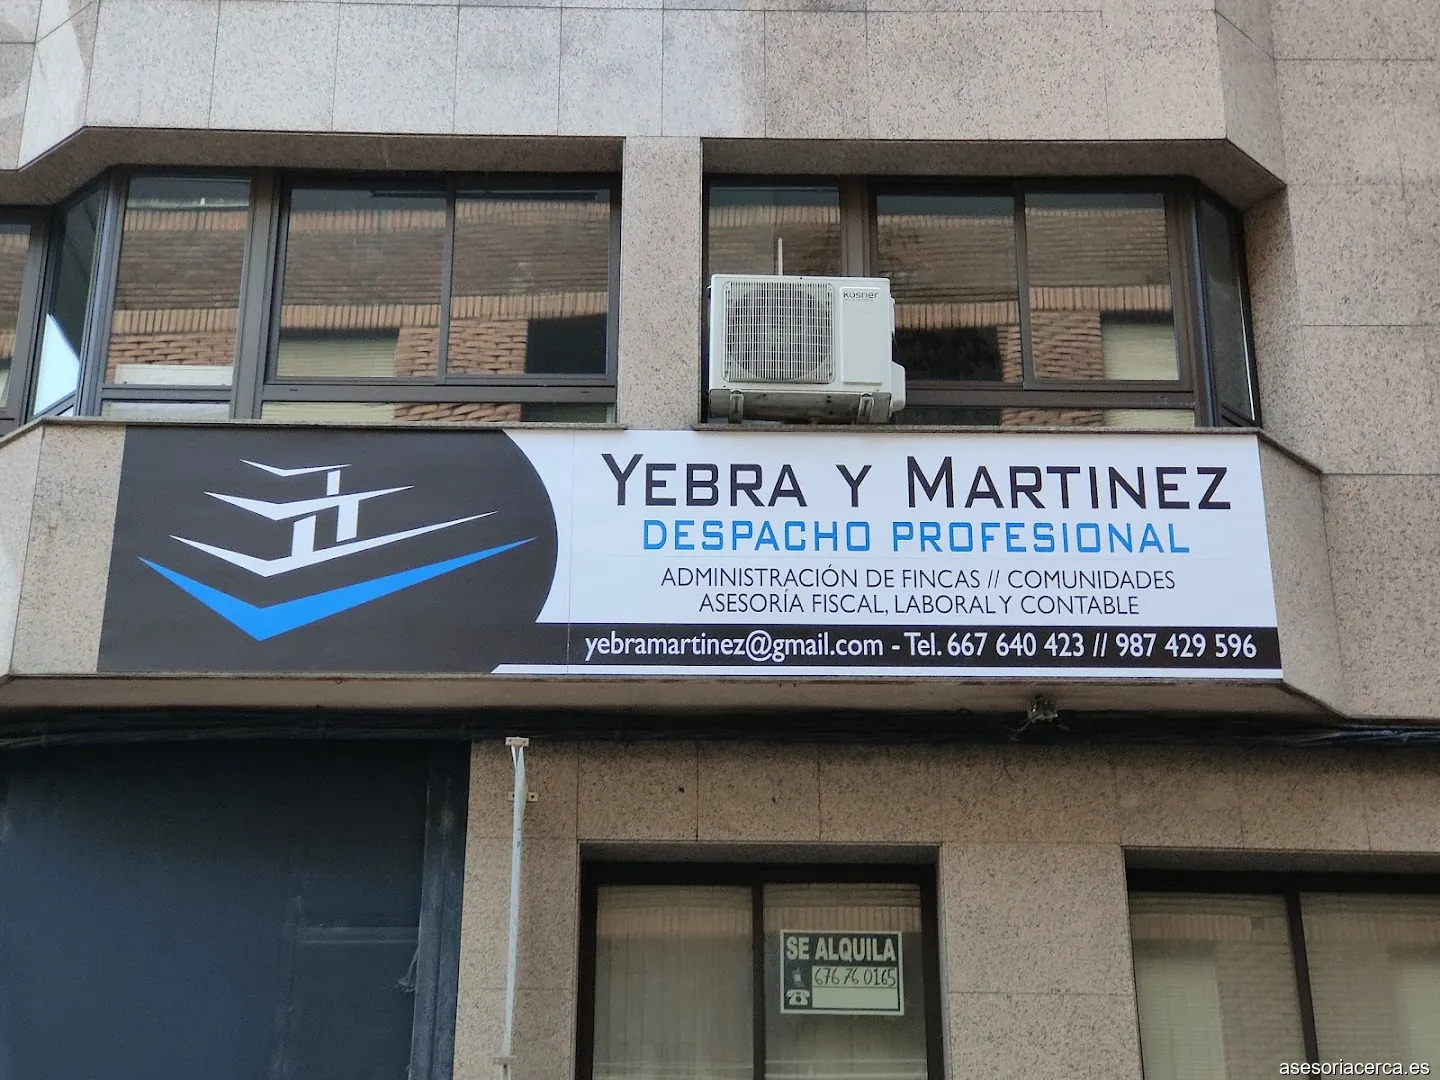 kosner
YEBRA Y MARTINEZ
DESPACHO PROFESIONAL
ADMINISTRACIÓN DE FINCAS // COMUNIDADES
ASESORÍA FISCAL, LABORAL Y CONTABLE
yebramartinez@gmail.com - Tel. 667 640 423 // 987 429 596
SE ALQUILA
676 76 0165
asesoriacerca.es